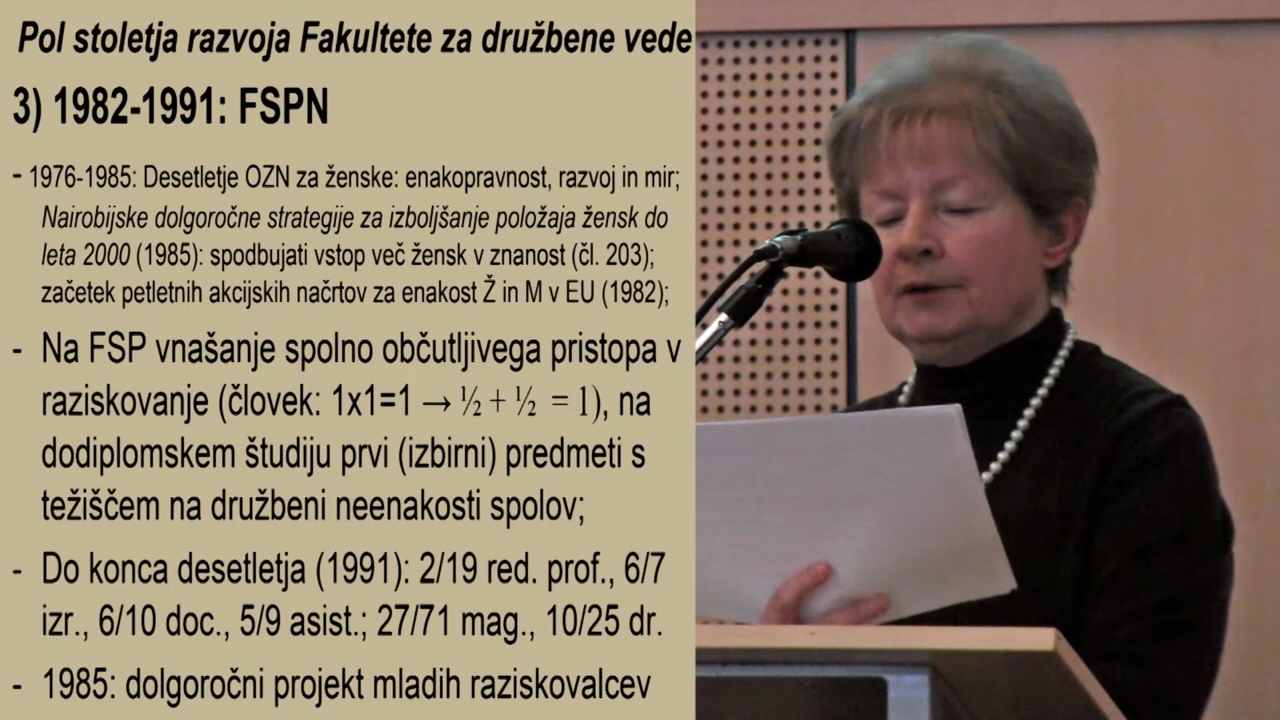 Pol stoletja razvoja Fakultete za družbene vede
3) 1982-1991: FSPN
- 1976-1985: Desetletje OZN za ženske: enakopravnost, razvoj in mir;
Nairobijske dolgoročne strategije za izboljšanje položaja žensk do
leta 2000 (1985): spodbujati vstop več žensk v znanost (čl. 203);
začetek petletnih akcijskih načrtov za enakost Ž in M v EU (1982);
- Na FSP vnašanje spolno občutljivega pristopa v
raziskovanje (človek: 1x1=1 → ½ + ½ = 1), na
dodiplomskem študiju prvi (izbirni) predmeti s
težiščem na družbeni neenakosti spolov;
- Do konca desetletja (1991): 2/19 red. prof., 6/7
izr., 6/10 doc., 5/9 asist.; 27/71 mag., 10/25 dr.
- 1985: dolgoročni projekt mladih raziskovalcev